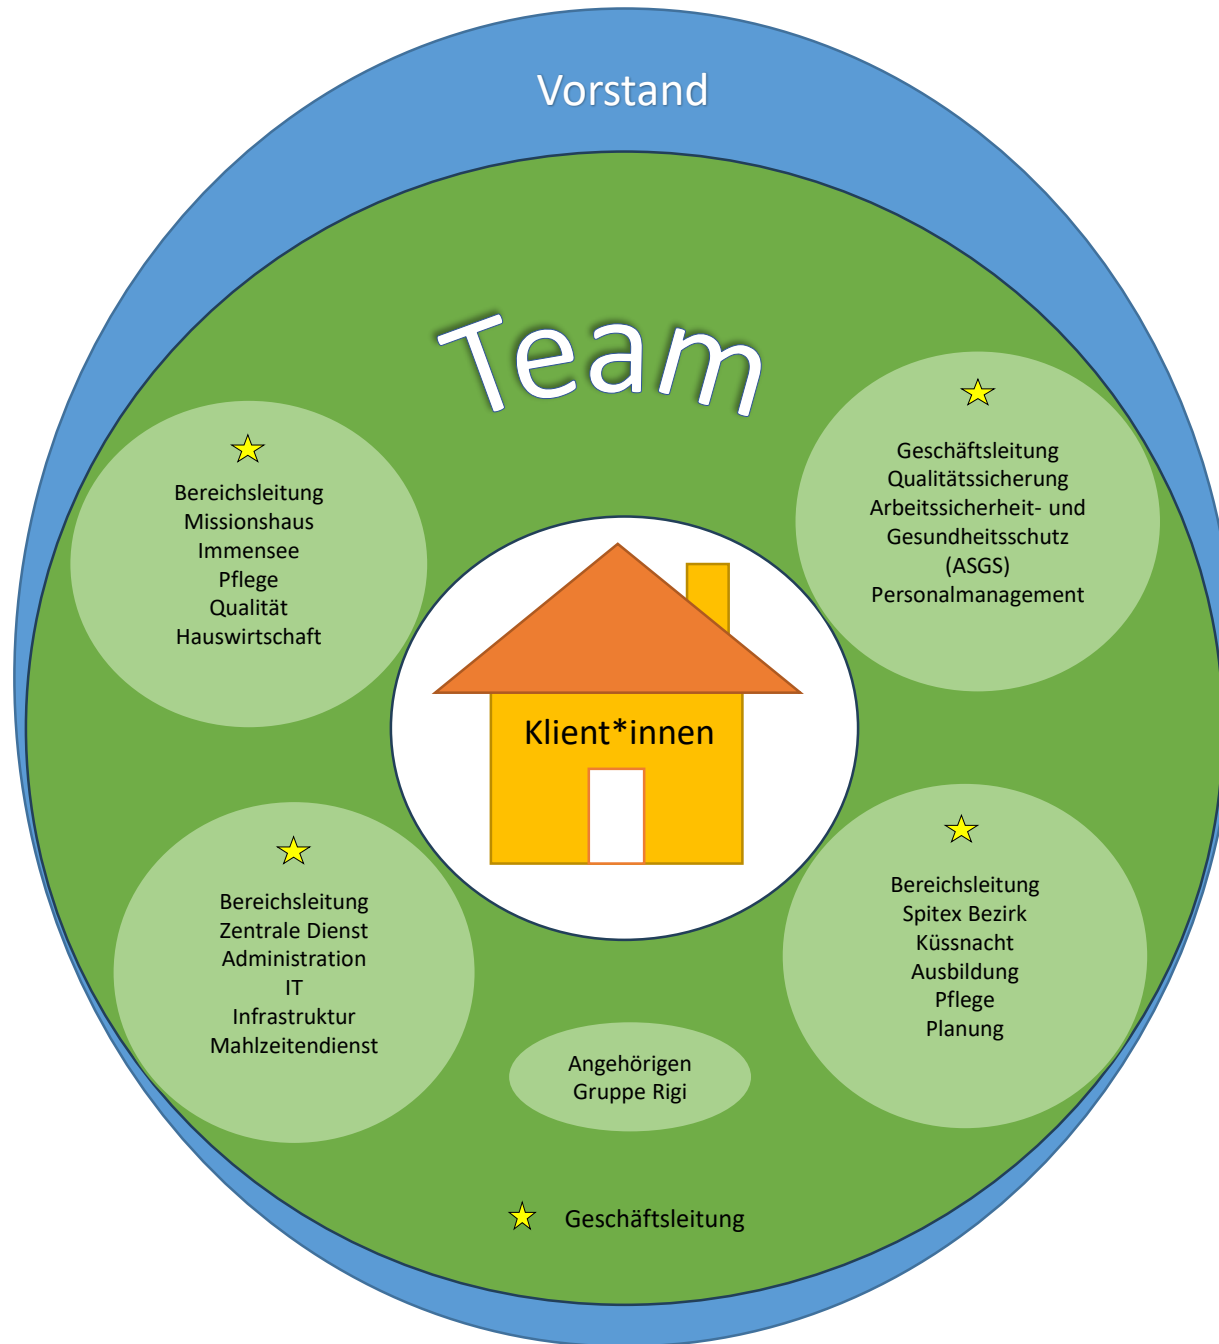 Vorstand
Team
Bereichsleitung
Missionshaus
Immensee
Pflege
Qualität
Hauswirtschaft
Geschäftsleitung
Qualitätssicherung
Arbeitssicherheit- und
Gesundheitsschutz
(ASGS)
Personalmanagement
Klient*innen
Bereichsleitung
Zentrale Dienst
Administration
IT
Infrastruktur
Mahlzeitendienst
Bereichsleitung
Spitex Bezirk
Küssnacht
Ausbildung
Pflege
Planung
Angehörigen
Gruppe Rigi
Geschäftsleitung